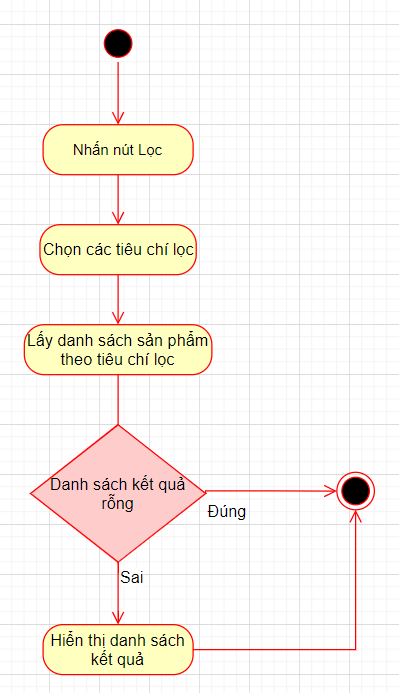 Nhấn nút Lọc
Chọn các tiêu chí lọc
Lấy danh sách sản phẩm
theo tiêu chí lọc
Danh sách kết quả
rỗng
Đúng
Sai
Hiển thị danh sách
kết quả